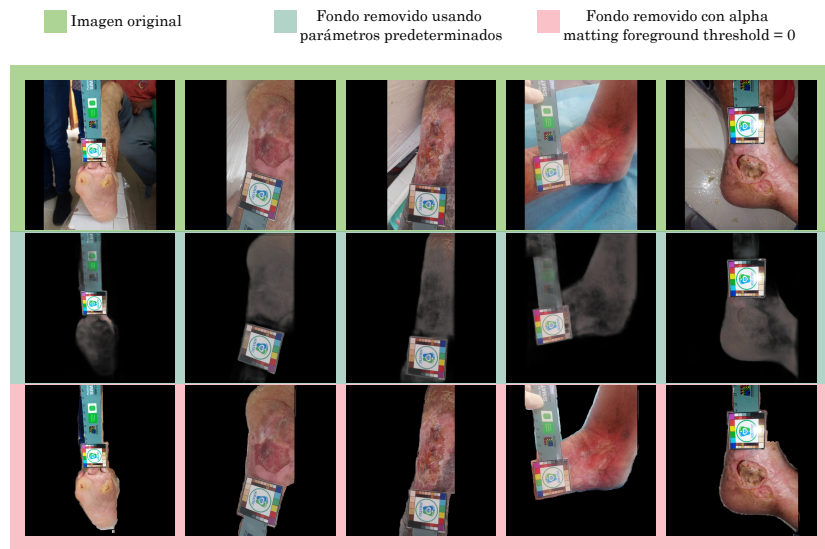 Imagen original
Fondo removido usando
parámetros predeterminados
Fondo removido con alpha
matting foreground threshold = 0